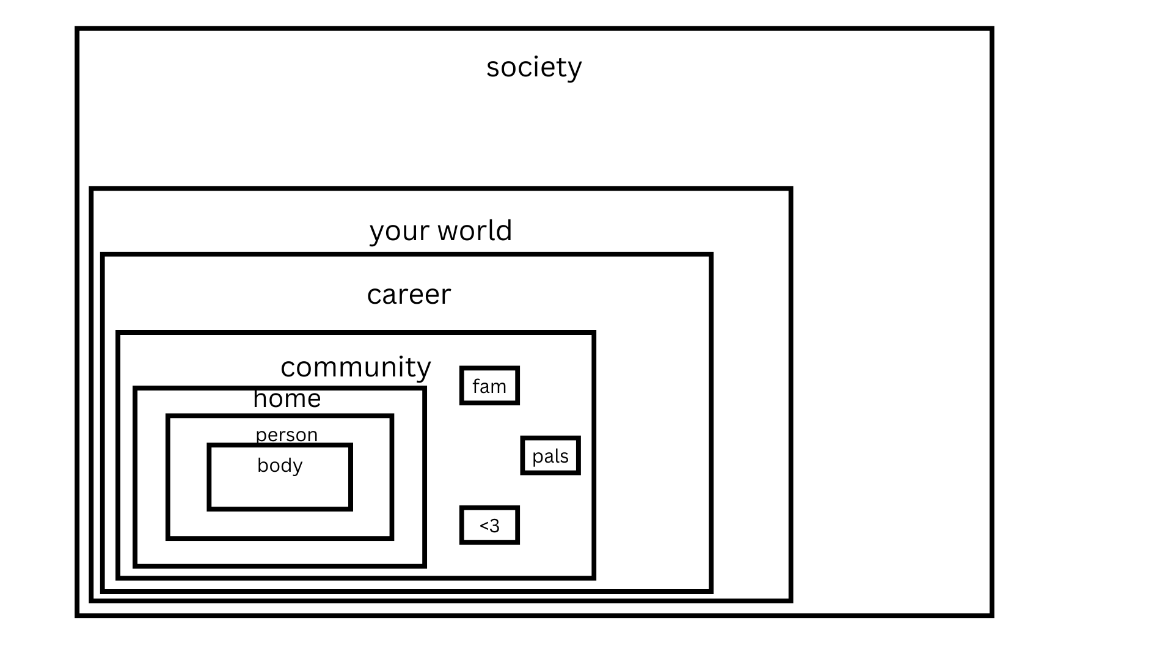 society
your world
career
community
fam
home
person
pals
body
<3